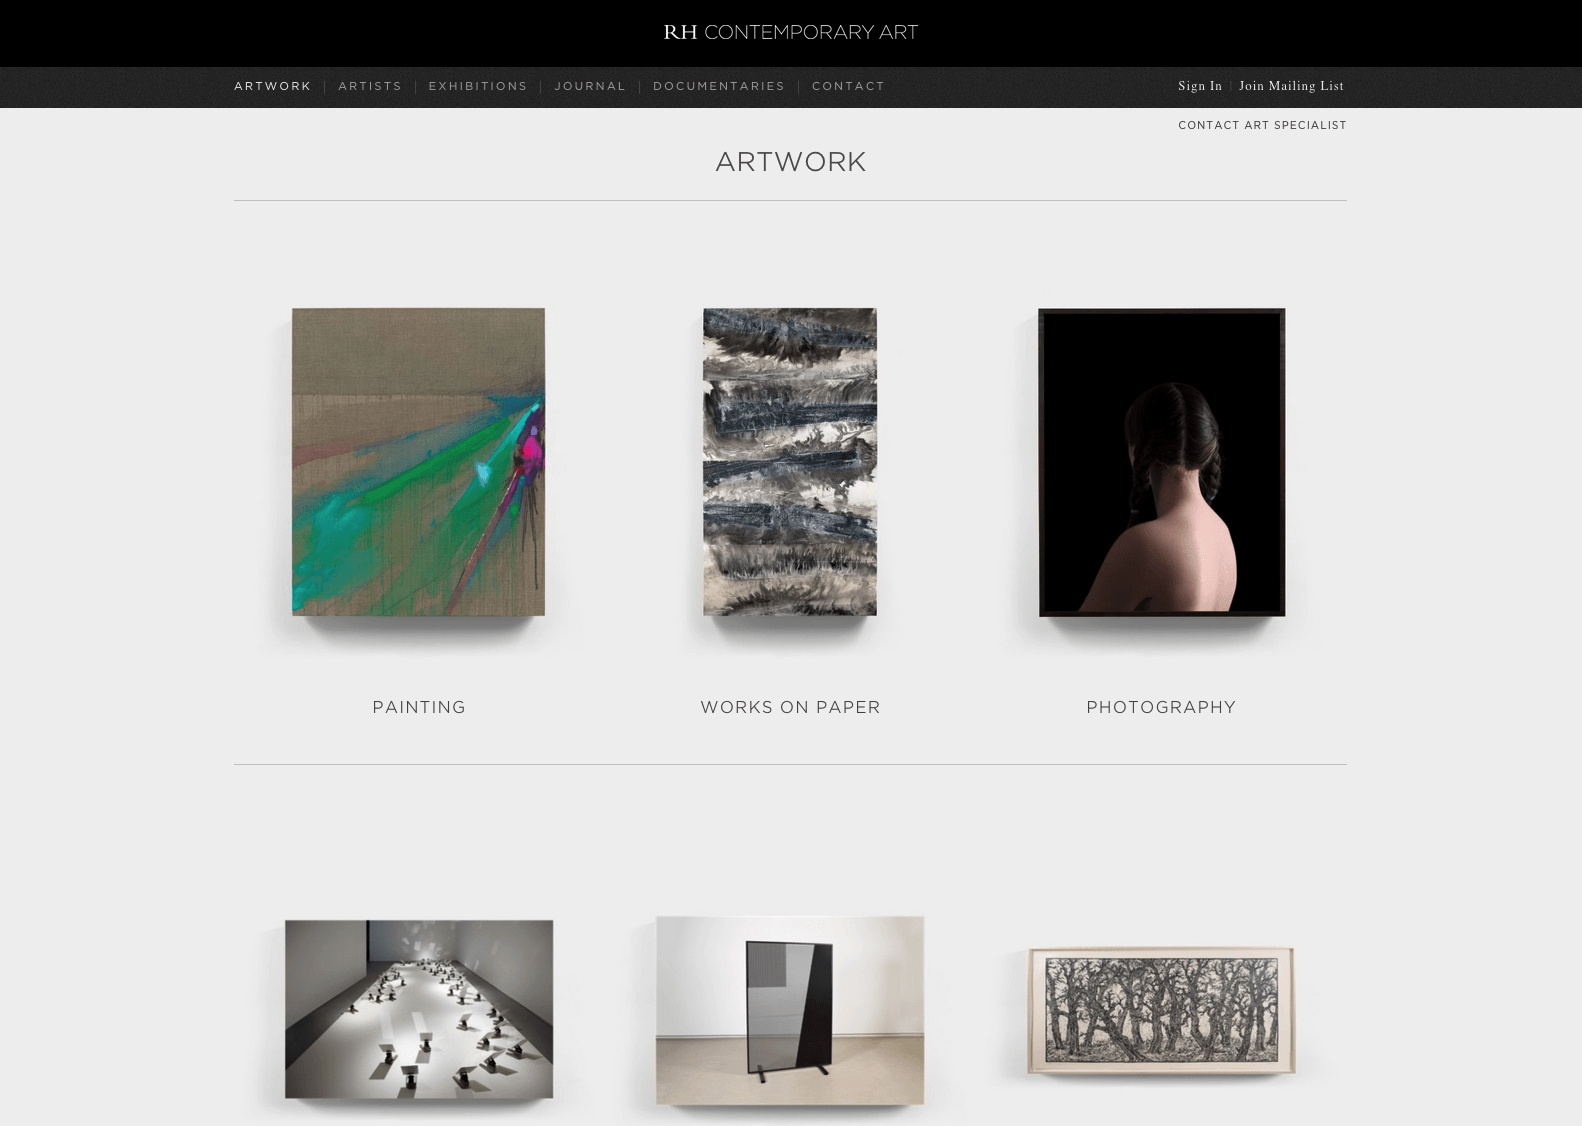 RH CONTEMPORARY ART
ARTWORK | ARTISTS | EXHIBITIONS | JOURNAL | DOCUMENTARIES | CONTACT
Sign In | Join Mailing List
CONTACT ART SPECIALIST
ARTWORK
PAINTING
WORKS ON PAPER
PHOTOGRAPHY